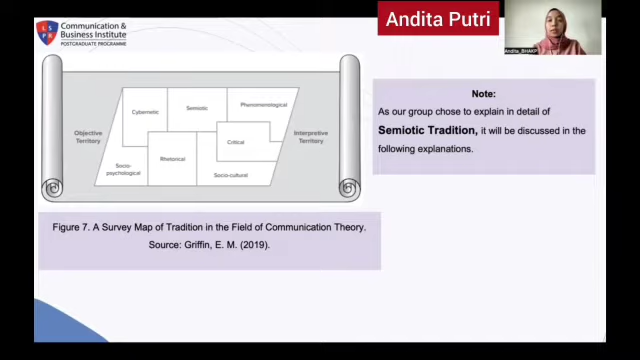 LSPR
Communication &
Business Institute
POSTGRADUATE PROGRAMME
Andita Putri
Andita_BHAKP
Objective
Territory
Cybernetic
Semiotic
Phenomenological
Socio-
psychological
Rhetorical
Critical
Socio-cultural
Interpretive
Territory
Figure 7. A Survey Map of Tradition in the Field of Communication Theory.
Source: Griffin, E. M. (2019).
Note:
As our group chose to explain in detail of
Semiotic Tradition, it will be discussed in the
following explanations.